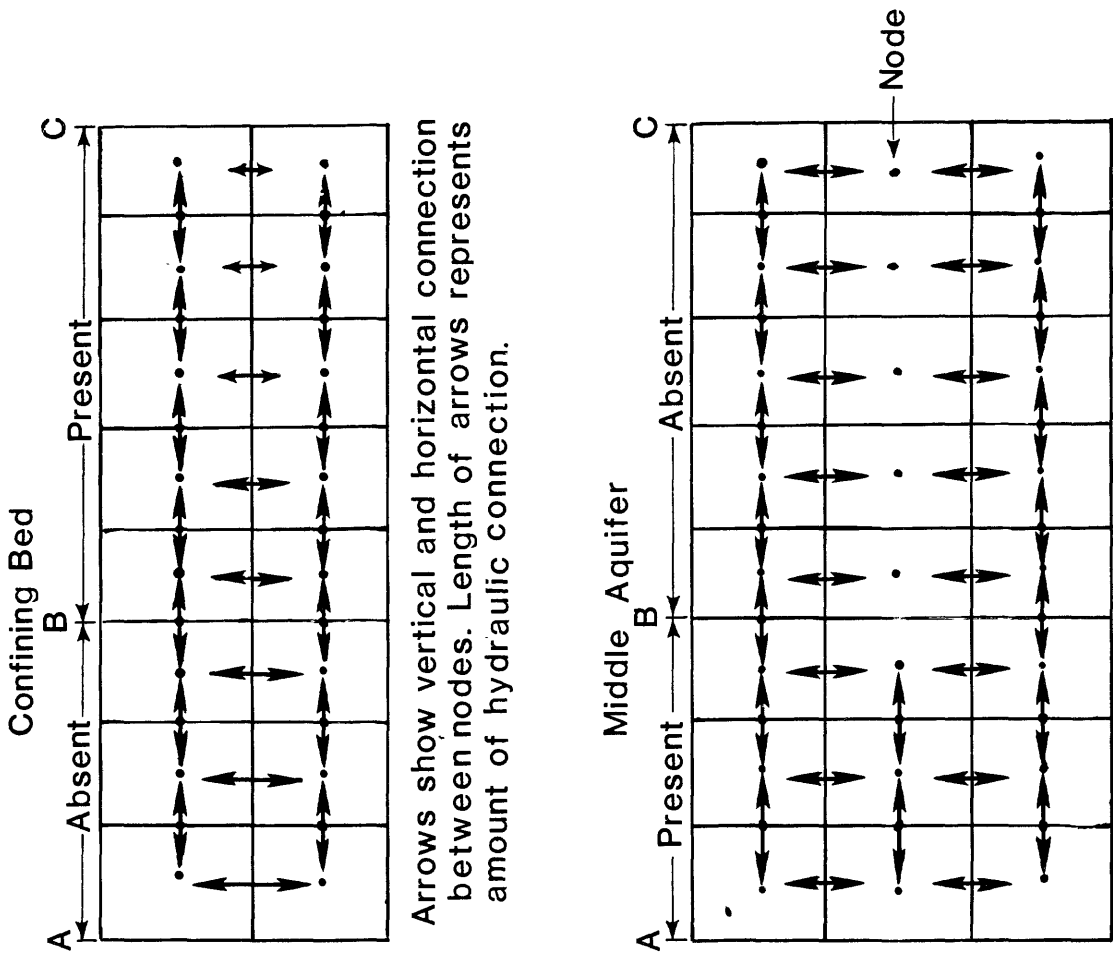 Confining Bed
A B C
Absent Present
Arrows show vertical and horizontal connection
between nodes. Length of arrows represents
amount of hydraulic connection.
Middle Aquifer
A B C
Present Absent
Node